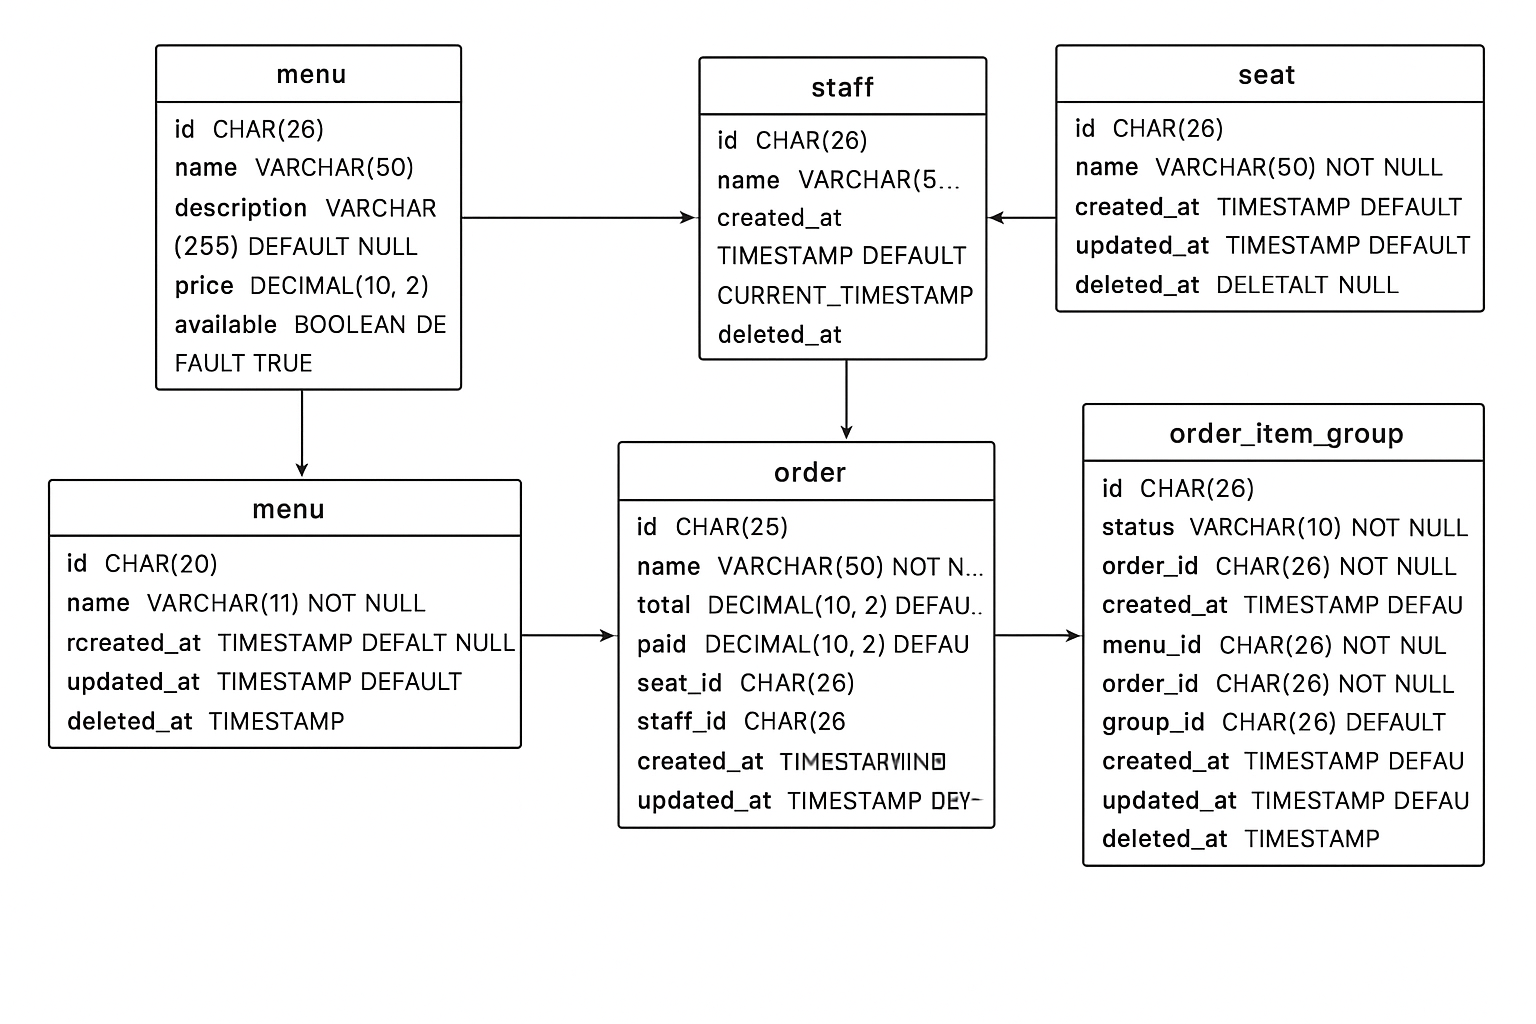 menu
id CHAR(26)
name VARCHAR(50)
description VARCHAR
(255) DEFAULT NULL
price DECIMAL(10, 2)
available BOOLEAN DE
FAULT TRUE
staff
id CHAR(26)
name VARCHAR(5...
created_at
TIMESTAMP DEFAULT
CURRENT_TIMESTAMP
deleted_at
seat
id CHAR(26)
name VARCHAR(50) NOT NULL
created_at TIMESTAMP DEFAULT
updated_at TIMESTAMP DEFAULT
deleted_at DELETALT NULL
menu
id CHAR(20)
name VARCHAR(11) NOT NULL
rcreated_at TIMESTAMP DEFALT NULL
updated_at TIMESTAMP DEFAULT
deleted_at TIMESTAMP
order
id CHAR(25)
name VARCHAR(50) NOT N...
total DECIMAL(10, 2) DEFAU..
paid DECIMAL(10, 2) DEFAU
seat_id CHAR(26)
staff_id CHAR(26
created_at
updated_at TIMESTAMP
order_item_group
id CHAR(26)
status VARCHAR(10) NOT NULL
order_id CHAR(26) NOT NULL
created_at TIMESTAMP DEFAU
menu_id CHAR(26) NOT NUL
order_id CHAR(26) NOT NULL
group_id CHAR(26) DEFAULT
created_at TIMESTAMP DEFAU
updated_at TIMESTAMP DEFAU
deleted_at TIMESTAMP